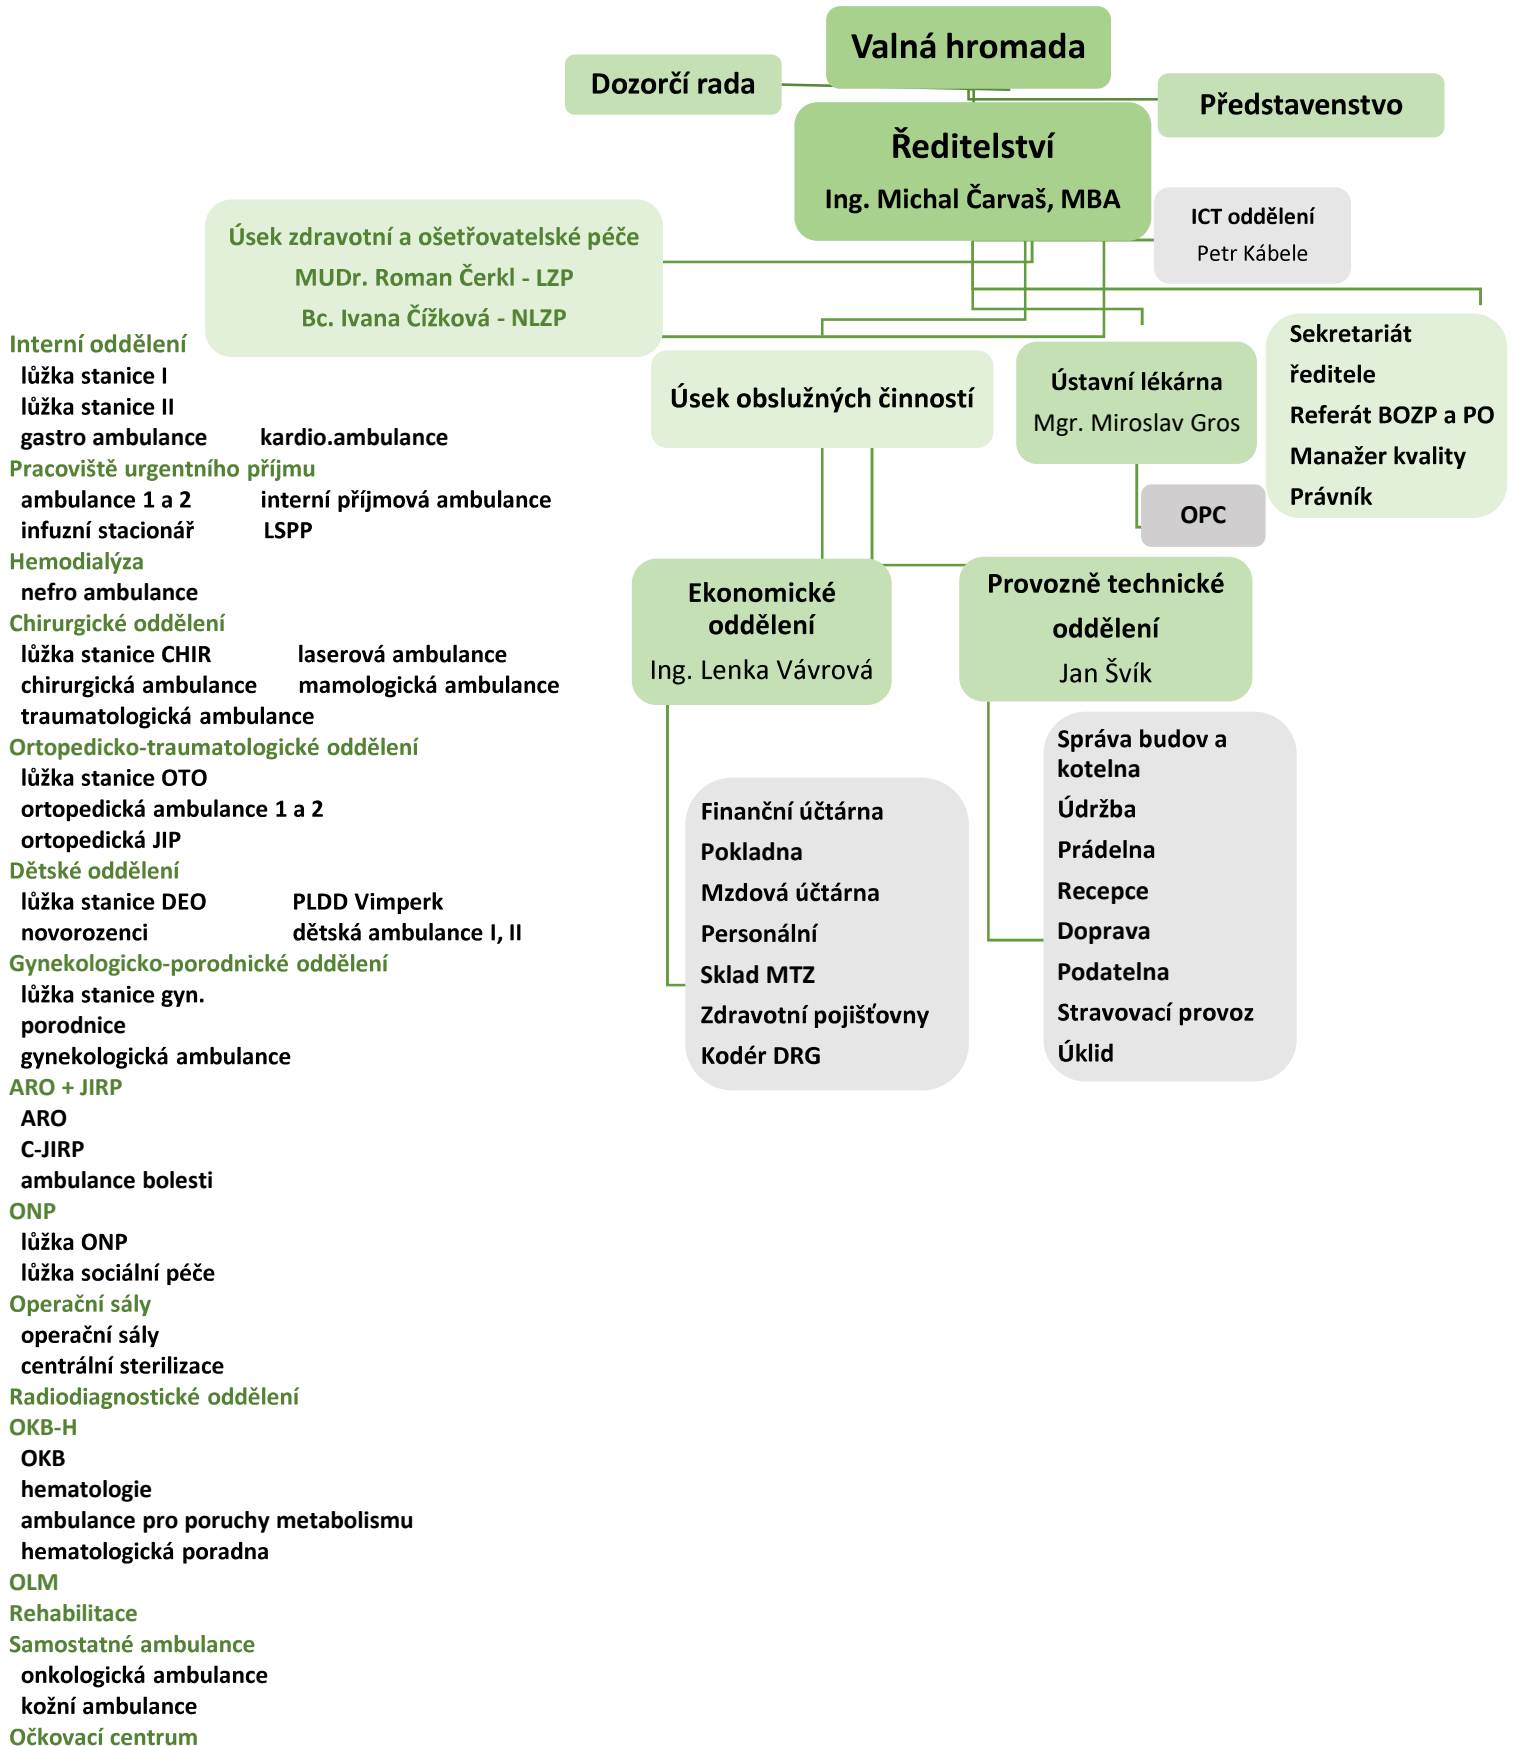 Valná hromada
Dozorčí rada
Představenstvo
Ředitelství
Ing. Michal Čarvaš, MBA
ICT oddělení
Petr Kábele
Úsek zdravotní a ošetřovatelské péče
MUDr. Roman Čerkl - LZP
Bc. Ivana Čížková - NLZP
Sekretariát
ředitele
Referát BOZP a PO
Manažer kvality
Právník
Ústavní lékárna
Mgr. Miroslav Gros
OPC
Úsek obslužných činností
Ekonomické
oddělení
Ing. Lenka Vávrová
Provozně technické
oddělení
Jan Švík
Finanční účtárna
Pokladna
Mzdová účtárna
Personální
Sklad MTZ
Zdravotní pojišťovny
Kodér DRG
Správa budov a
kotelna
Údržba
Prádelna
Recepce
Doprava
Podatelna
Stravovací provoz
Úklid
Interní oddělení
lůžka stanice I
lůžka stanice II
gastro ambulance kardio.ambulance
Pracoviště urgentního příjmu
ambulance 1 a 2 interní příjmová ambulance
infuzní stacionář LSPP
Hemodialýza
nefro ambulance
Chirurgické oddělení
lůžka stanice CHIR laserová ambulance
chirurgická ambulance mamologická ambulance
traumatologická ambulance
Ortopedicko-traumatologické oddělení
lůžka stanice OTO
ortopedická ambulance 1 a 2
ortopedická JIP
Dětské oddělení
lůžka stanice DEO PLDD Vimperk
novorozenci dětská ambulance I, II
Gynekologicko-porodnické oddělení
lůžka stanice gyn.
porodnice
gynekologická ambulance
ARO + JIRP
ARO
C-JIRP
ambulance bolesti
ONP
lůžka ONP
lůžka sociální péče
Operační sály
operační sály
centrální sterilizace
Radiodiagnostické oddělení
OKB-H
OKB
hematologie
ambulance pro poruchy metabolismu
hematologická poradna
OLM
Rehabilitace
Samostatné ambulance
onkologická ambulance
kožní ambulance
Očkovací centrum